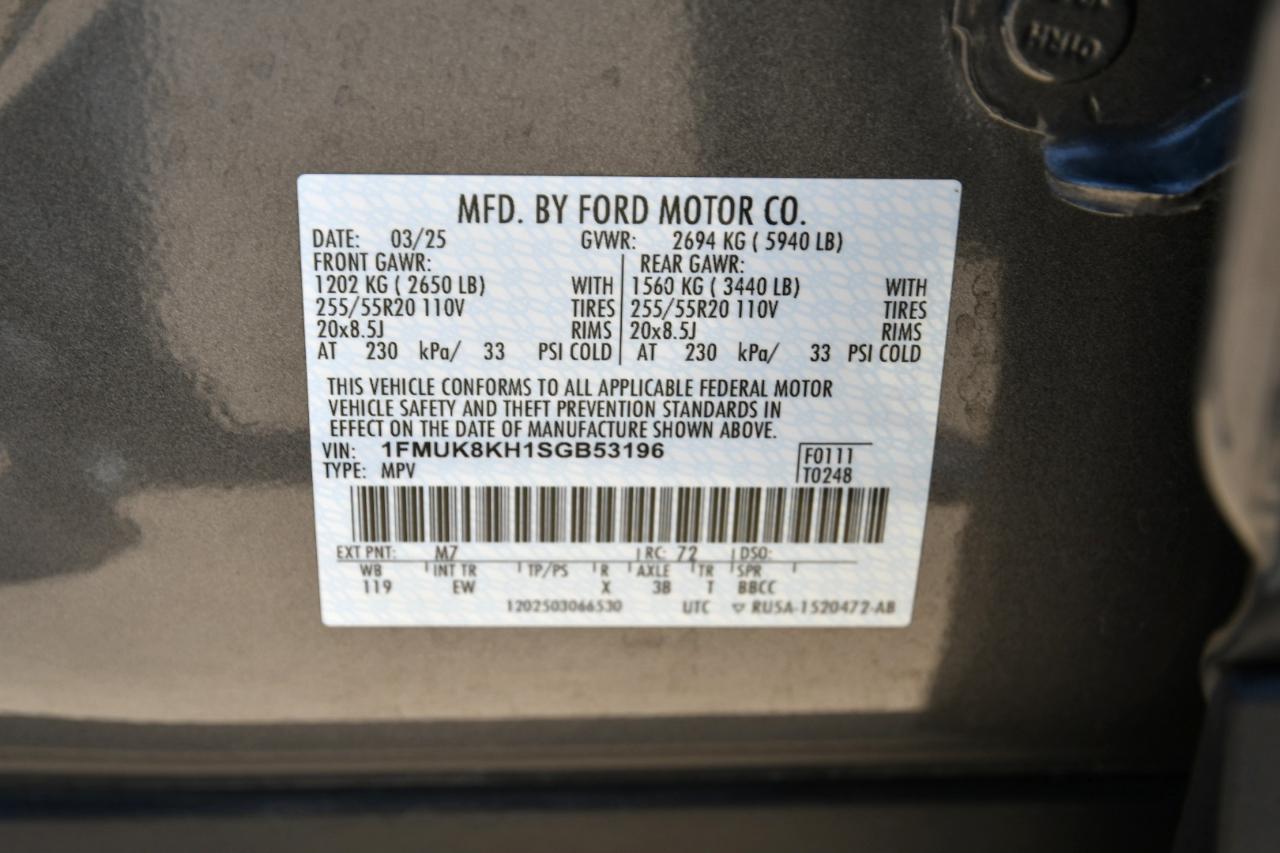 MFD. BY FORD MOTOR CO.
DATE: 03/25 GVWR: 2694 KG ( 5940 LB)
FRONT GAWR: REAR GAWR:
1202 KG ( 2650 LB) WITH 1560 KG ( 3440 LB) WITH
255/55R20 110V TIRES 255/55R20 110V TIRES
20x8.5J RIMS 20x8.5J RIMS
AT 230 kPa/ 33 PSI COLD AT 230 kPa/ 33 PSI COLD
THIS VEHICLE CONFORMS TO ALL APPLICABLE FEDERAL MOTOR
VEHICLE SAFETY AND THEFT PREVENTION STANDARDS IN
EFFECT ON THE DATE OF MANUFACTURE SHOWN ABOVE.
VIN: 1FMUK8KH1SGB53196 F0111
TYPE: MPV T0248
EXT PNT: M7 RC: 72 DSO:
WB INT TR TP/PS R AXLE TR SPR
119 EW X 38 T BBCC
1202503066530 UTC ▽ RU5A-1520472-AB